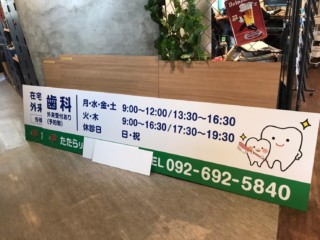 在宅
外来
歯科
外来受付あり
(予約制)
月・水・金・土 9:00~12:00/13:30~16:30
火・木 9:00~16:30/17:30~19:30
休診日 日・祝
たたらリ
TEL 092-692-5840